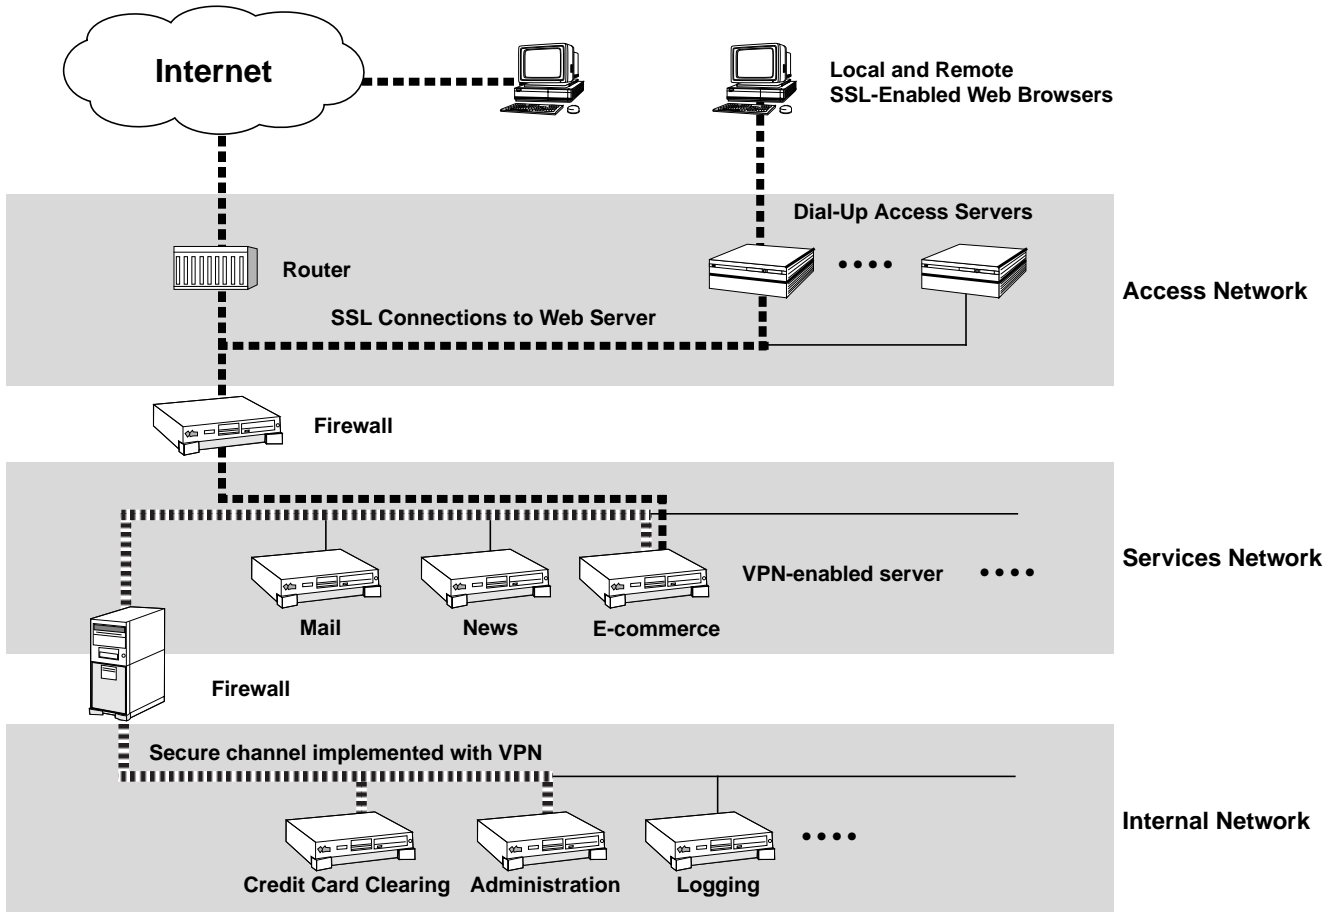 Internet
Local and Remote
SSL-Enabled Web Browsers
Dial-Up Access Servers
Router
Access Network
SSL Connections to Web Server
Firewall
Services Network
VPN-enabled server
Mail
News
E-commerce
Firewall
Secure channel implemented with VPN
Internal Network
Credit Card Clearing
Administration
Logging